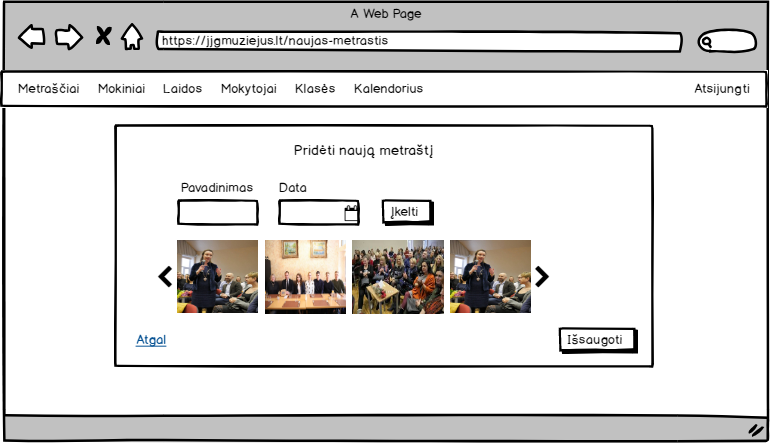 A Web Page
https://jjgmuziejus.lt/naujas-metrastis
Metraščiai Mokiniai Laidos Mokytojai Klasės Kalendorius Atsijungti
Pridėti naują metraštį
Pavadinimas Data
Įkelti
Atgal
Išsaugoti